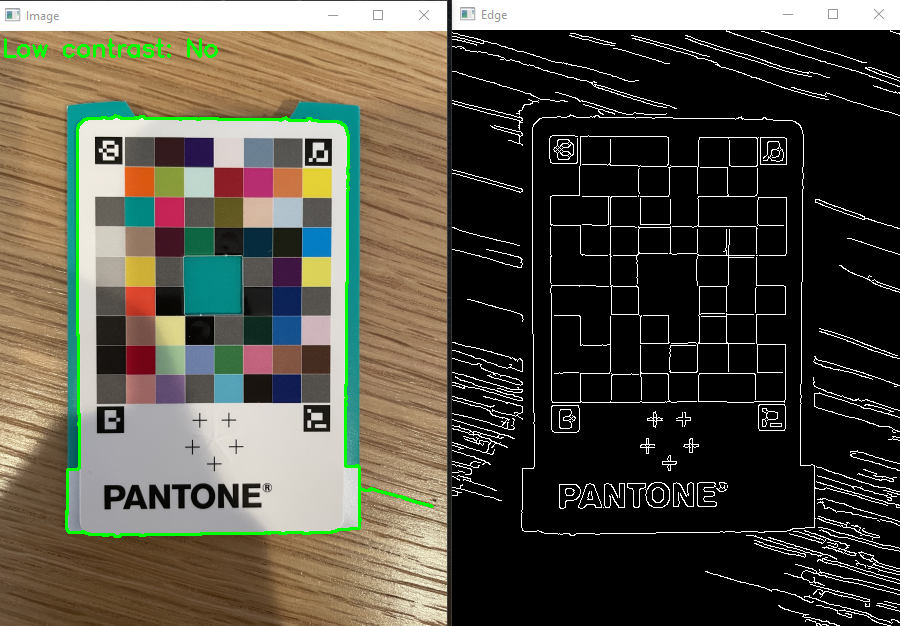 Image
Edge
Low contrast: No
PANTONE®
PANTONE®